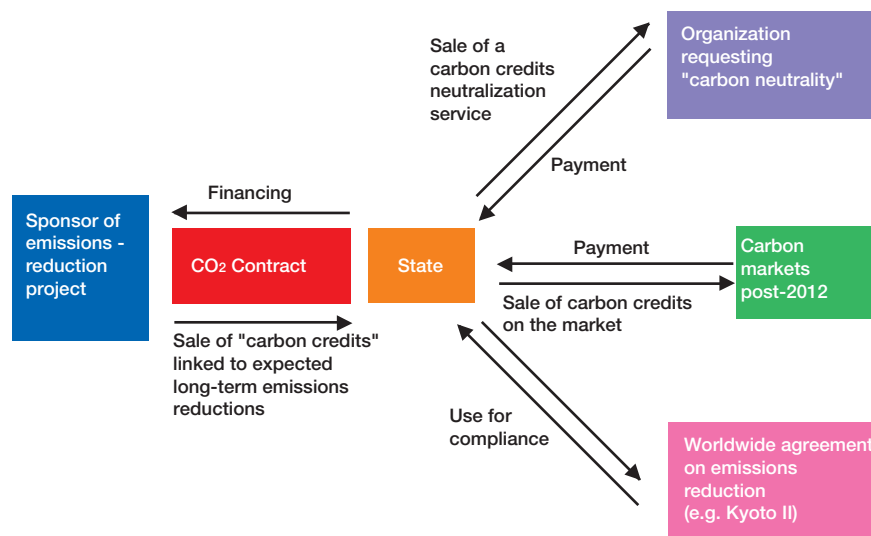 Sale of a
carbon credits
neutralization
service
Organization
requesting
"carbon neutrality"
Payment
Financing
Sponsor of
emissions -
reduction
project
CO₂ Contract
State
Payment
Carbon
markets
post-2012
Sale of carbon credits
on the market
Sale of "carbon credits"
linked to expected
long-term emissions
reductions
Use for
compliance
Worldwide agreement
on emissions
reduction
(e.g. Kyoto II)